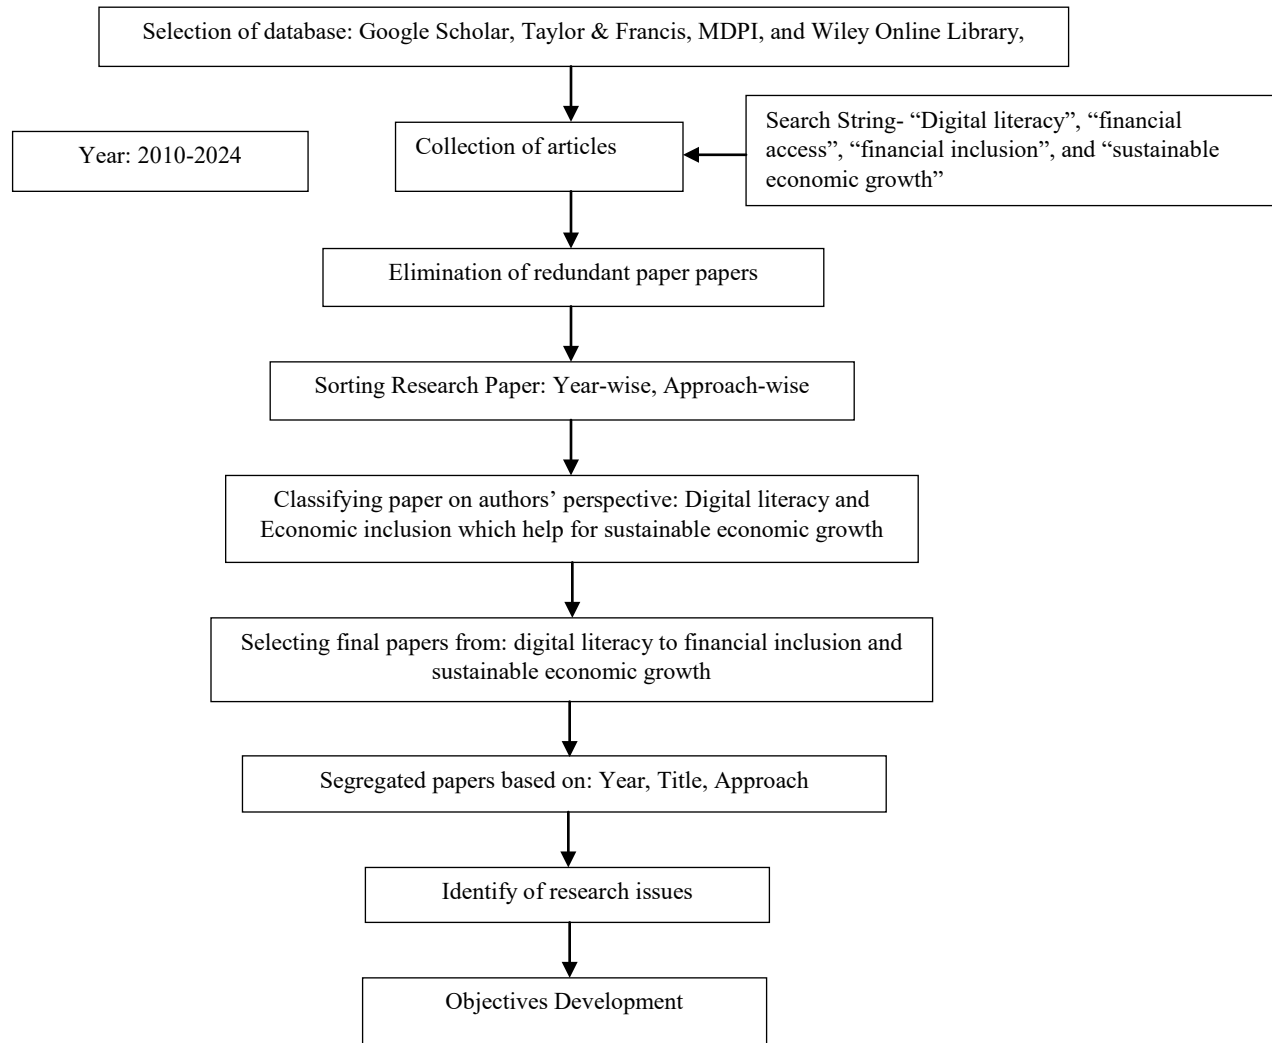 Selection of database: Google Scholar, Taylor & Francis, MDPI, and Wiley Online Library,
Year: 2010-2024
Collection of articles
Search String- “Digital literacy”, “financial
access”, “financial inclusion”, and “sustainable
economic growth”
Elimination of redundant paper papers
Sorting Research Paper: Year-wise, Approach-wise
Classifying paper on authors’ perspective: Digital literacy and
Economic inclusion which help for sustainable economic growth
Selecting final papers from: digital literacy to financial inclusion and
sustainable economic growth
Segregated papers based on: Year, Title, Approach
Identify of research issues
Objectives Development